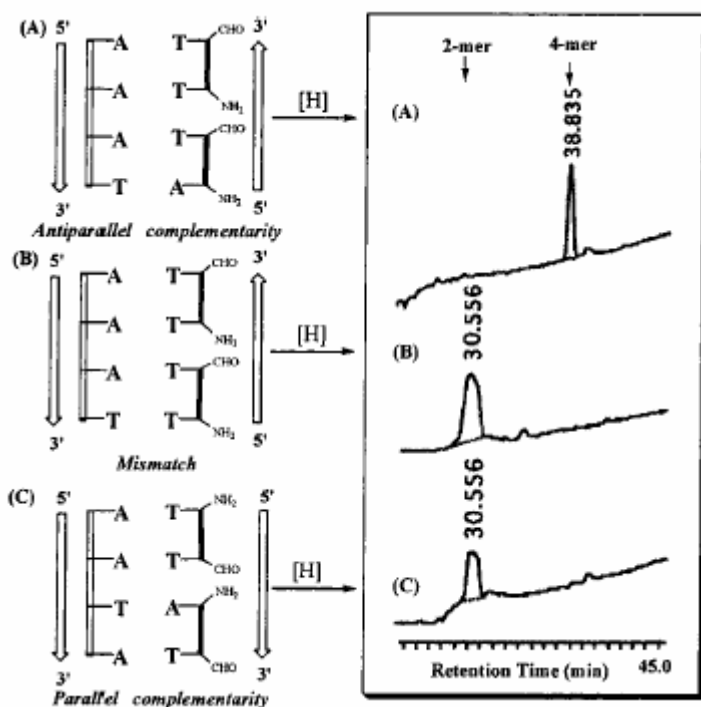 (A)
5'
3'
A T CHO
A T NH₂
A T CHO
T A NH₂
3'
5'
[H]
Antiparallel complementarity
(B)
5'
3'
A T CHO
A T NH₂
A T CHO
T T NH₂
3'
5'
[H]
Mismatch
(C)
5'
5'
A T NH₂
A T CHO
T A NH₂
A T CHO
3'
3'
[H]
Parallel complementarity
2-mer
4-mer
(A)
38.835
(B)
30.556
(C)
30.556
Retention Time (min) 45.0